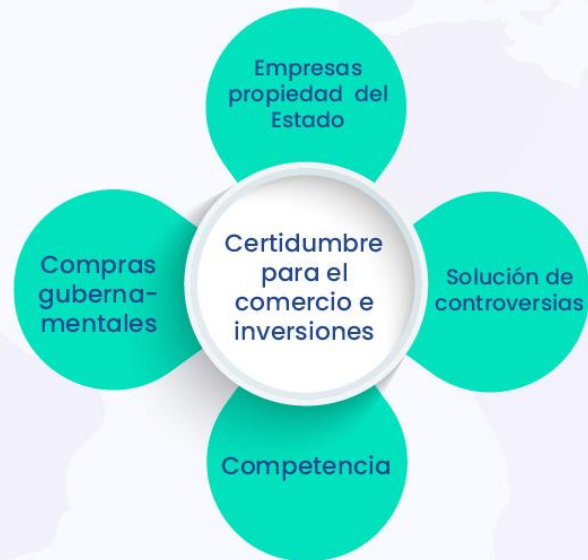 Empresas
propiedad del
Estado
Compras
guberna-
mentales
Certidumbre
para el
comercio e
inversiones
Solución de
controversias
Competencia